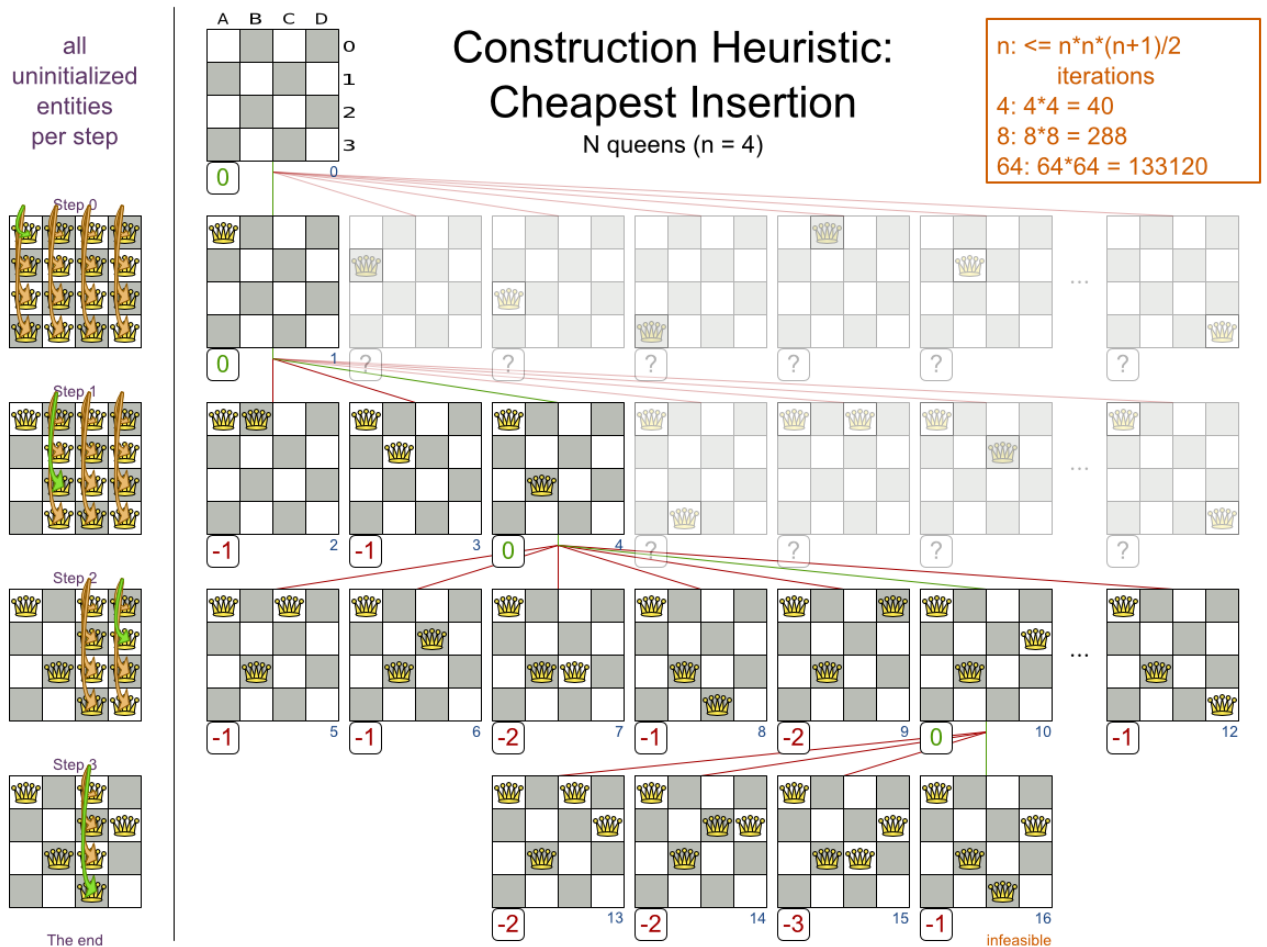 all
uninitialized
entities
per step
A B C D
0
1
2
3
Construction Heuristic:
Cheapest Insertion
N queens (n = 4)
n: <= n*n*(n+1)/2
iterations
4: 4*4 = 40
8: 8*8 = 288
64: 64*64 = 133120
0 0
Step 0
...
0 1 ? ? ? ? ? ?
Step 1
...
-1 2 -1 3 0 4 ? ? ? ?
Step 2
...
-1 5 -1 6 -2 7 -1 8 -2 9 0 10 -1 12
Step 3
-2 13 -2 14 -3 15 -1 16
The end
infeasible